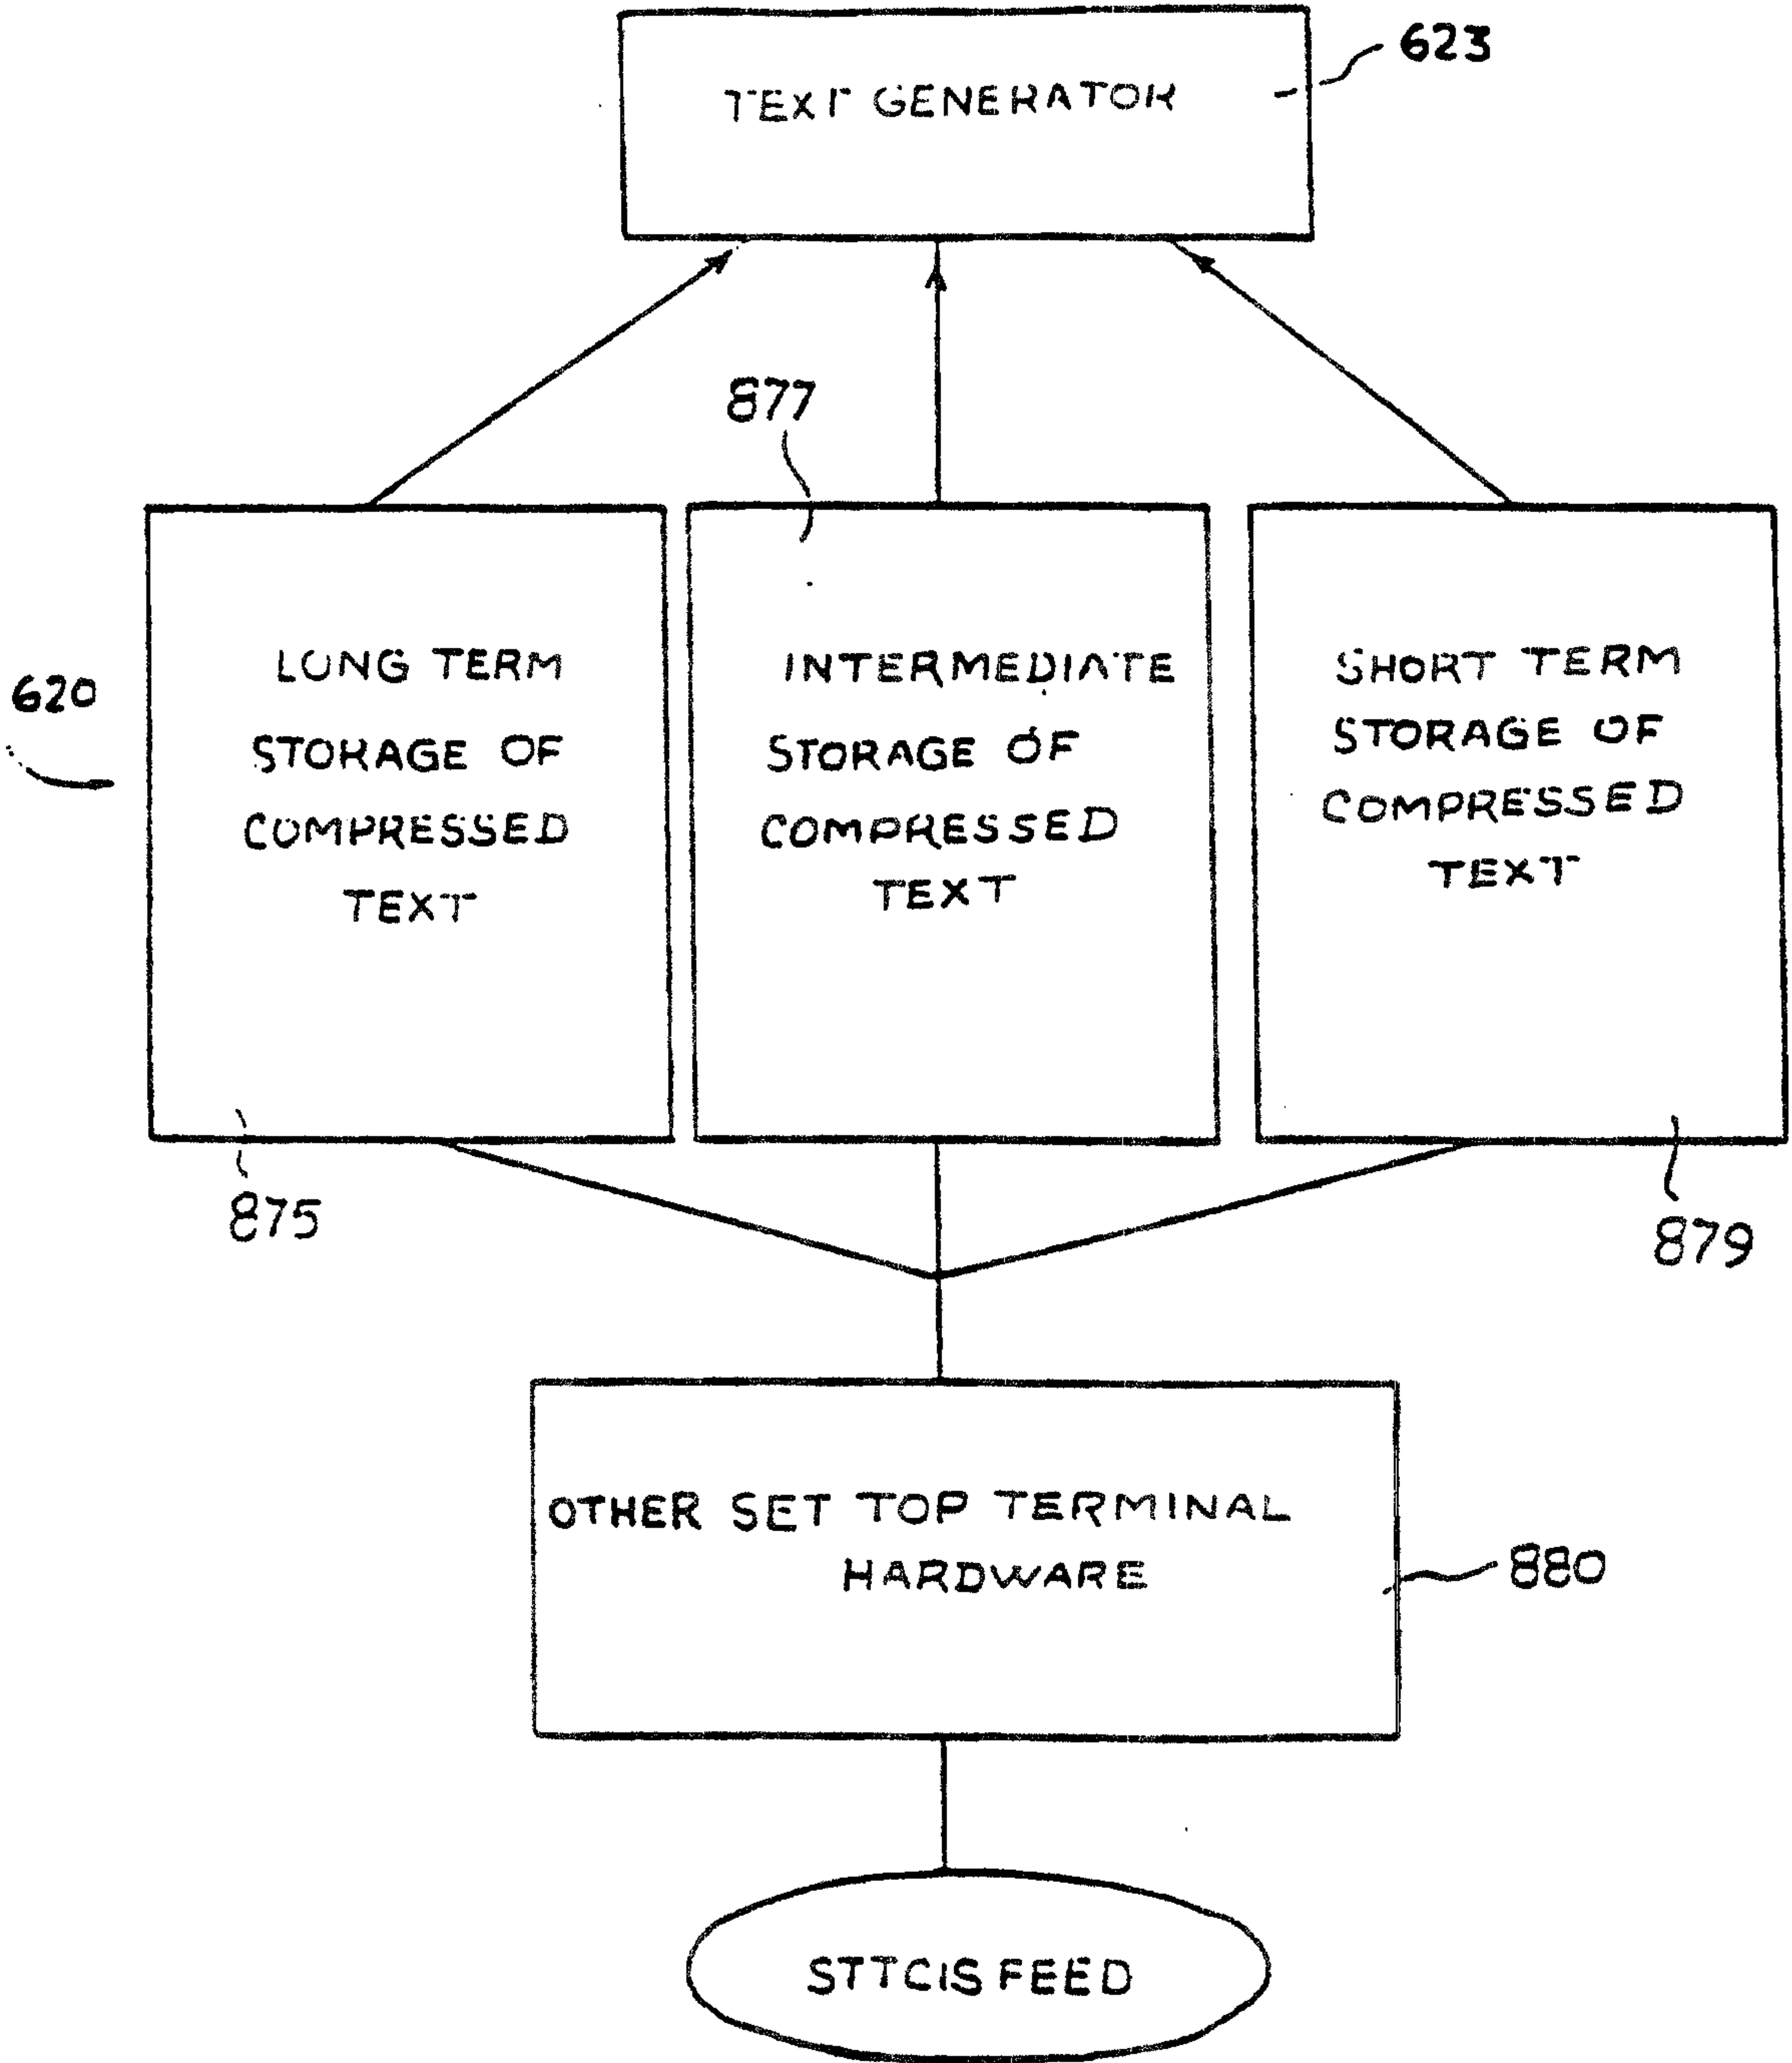 623
TEXT GENERATOR
877
620
LONG TERM
STORAGE OF
COMPRESSED
TEXT
INTERMEDIATE
STORAGE OF
COMPRESSED
TEXT
SHORT TERM
STORAGE OF
COMPRESSED
TEXT
875
879
OTHER SET TOP TERMINAL
HARDWARE
880
STTCIS FEED